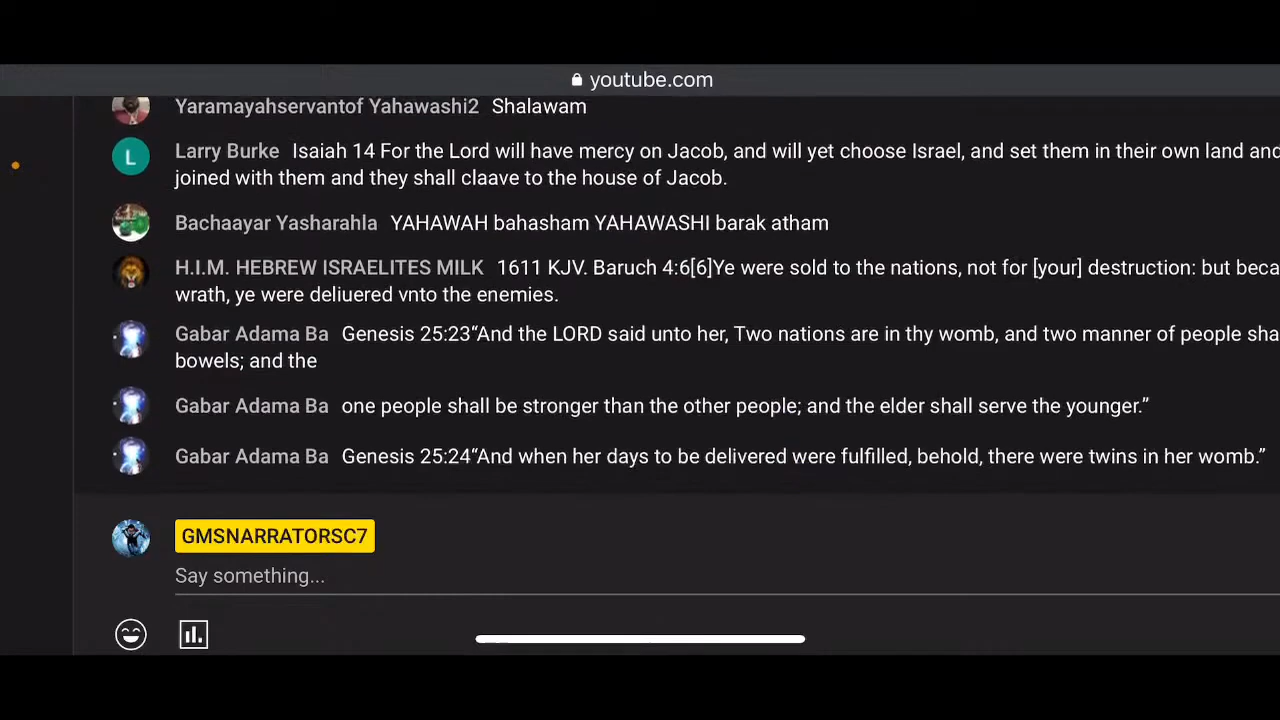 youtube.com
Yaramayahservantof Yahawashi2 Shalawam
L Larry Burke Isaiah 14 For the Lord will have mercy on Jacob, and will yet choose Israel, and set them in their own land and
joined with them and they shall claave to the house of Jacob.
Bachaayar Yasharahla YAHAWAH bahasham YAHAWASHI barak atham
H.I.M. HEBREW ISRAELITES MILK 1611 KJV. Baruch 4:6[6]Ye were sold to the nations, not for [your] destruction: but beca
wrath, ye were deliuered vnto the enemies.
Gabar Adama Ba Genesis 25:23“And the LORD said unto her, Two nations are in thy womb, and two manner of people sha
bowels; and the
Gabar Adama Ba one people shall be stronger than the other people; and the elder shall serve the younger.”
Gabar Adama Ba Genesis 25:24“And when her days to be delivered were fulfilled, behold, there were twins in her womb.”
GMSNARRATORSC7
Say something...